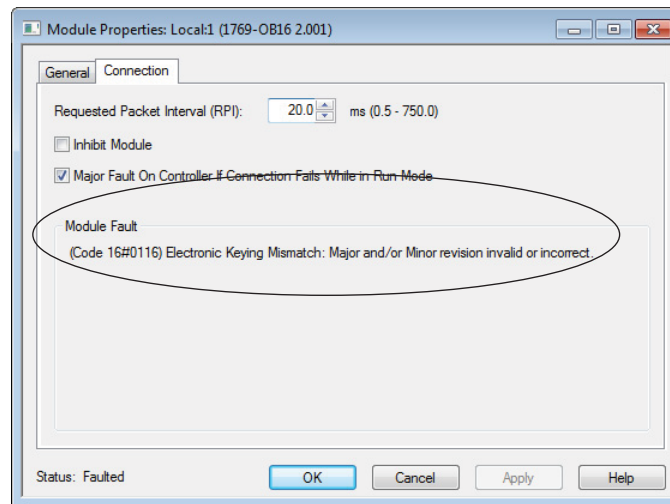 Module Properties: Local:1 (1769-OB16 2.001)
General Connection
Requested Packet Interval (RPI): 20.0 ms (0.5 - 750.0)
Inhibit Module
Major Fault On Controller If Connection Fails While in Run Mode
Module Fault
(Code 16#0116) Electronic Keying Mismatch: Major and/or Minor revision invalid or incorrect.
Status: Faulted OK Cancel Apply Help